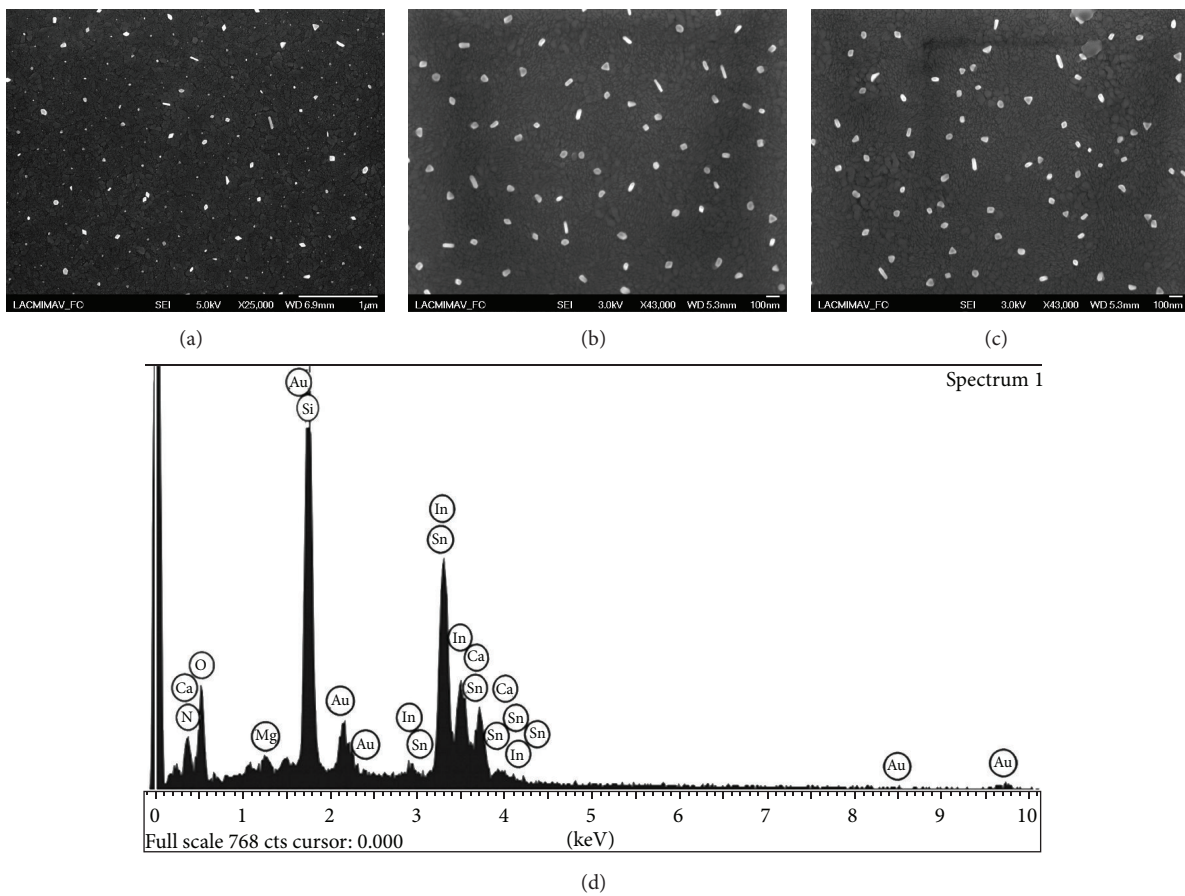 LACMIMAV_FC SEI 5.0kV X25,000 WD 6.9mm 1μm
LACMIMAV_FC SEI 3.0kV X43,000 WD 5.3mm 100nm
LACMIMAV_FC SEI 3.0kV X43,000 WD 5.3mm 100nm
(a) (b) (c)
Spectrum 1
Au
Si
In
Sn
O
Ca
N
Mg
Au
Au
In
Sn
In
Ca
Sn
Ca
Sn
Sn
Sn
In
Au
Au
0 1 2 3 4 5 6 7 8 9 10
Full scale 768 cts cursor: 0.000 (keV)
(d)